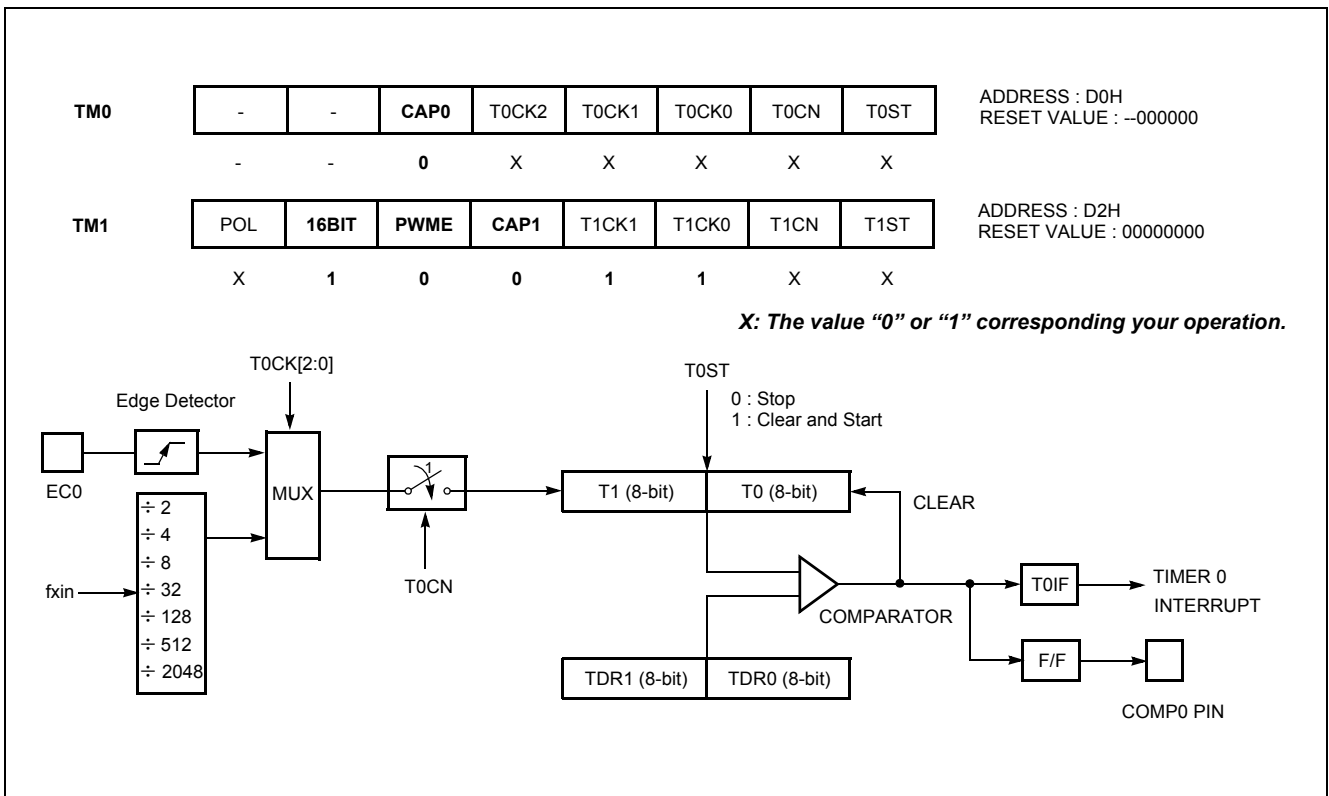 TM0 - - CAP0 T0CK2 T0CK1 T0CK0 T0CN T0ST ADDRESS : D0H
RESET VALUE : --000000
- - 0 X X X X X
TM1 POL 16BIT PWME CAP1 T1CK1 T1CK0 T1CN T1ST ADDRESS : D2H
RESET VALUE : 00000000
X 1 0 0 1 1 X X
X: The value “0” or “1” corresponding your operation.
T0CK[2:0]
Edge Detector
EC0
MUX
fxin
÷ 2
÷ 4
÷ 8
÷ 32
÷ 128
÷ 512
÷ 2048
1
T0CN
T0ST
0 : Stop
1 : Clear and Start
T1 (8-bit) T0 (8-bit)
CLEAR
COMPARATOR
TDR1 (8-bit) TDR0 (8-bit)
T0IF
TIMER 0
INTERRUPT
F/F
COMP0 PIN